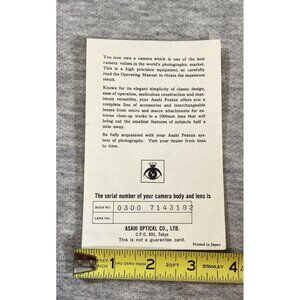 You now own a camera which is one of the best
camera values in the world's photographic market.
This is a high precision equipment, so carefully
read the Operating Manual to obtain the maximum
result.
Known for its elegant simplicity of classic design,
ease of operation, meticulous construction and max-
imum versatility, your Asahi Pentax offers you a
complete line of accessories and interchangeable
lenses from micro and macro attachments for ex-
treme close-up works to a 1000mm lens that will
bring out the smallest features of subjects half a
mile away.
Be fully acquainted with your Asahi Pentax sys-
tem of photography. Visit your dealer from time
to time.
The serial number of your camera body and lens is
BODY NO. 0300 7143192
LENS NO.
ASAHI OPTICAL CO., LTD.
C.P.O. 895, Tokyo
This is not a guarantee card.
Printed in Japan
1 2 3 STANLEY 4